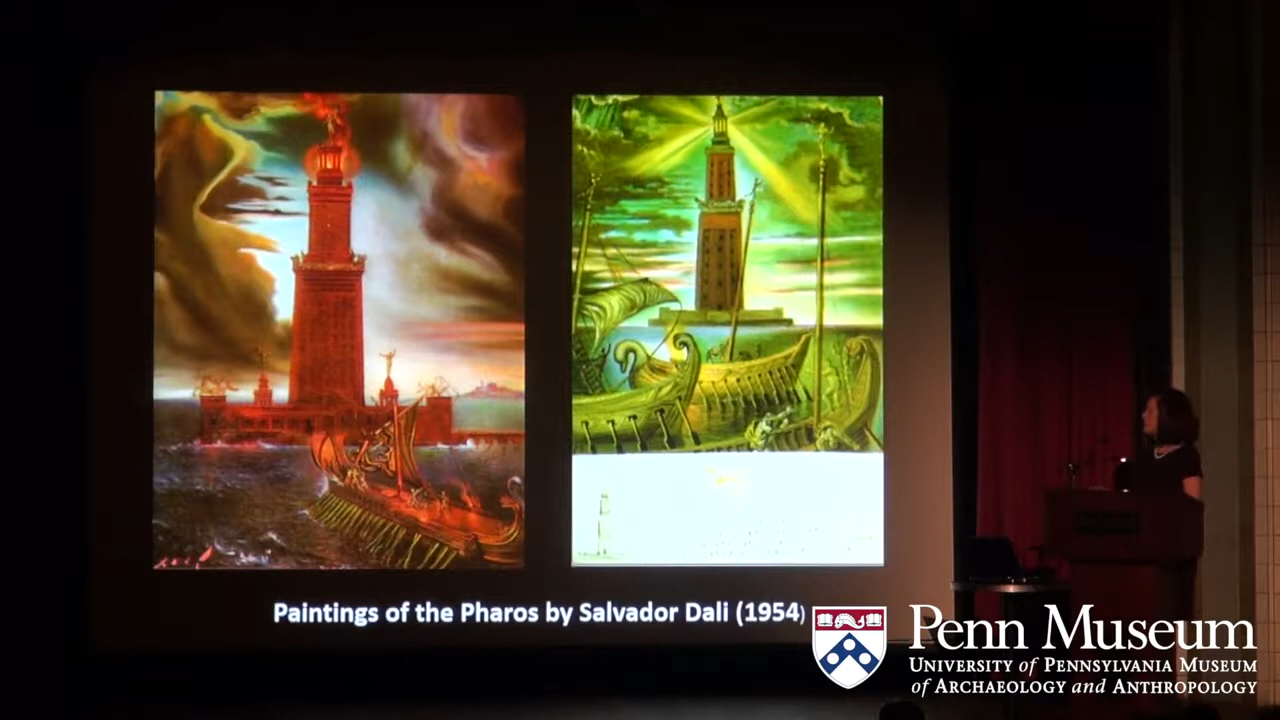 Paintings of the Pharos by Salvador Dali (1954)
Penn Museum
UNIVERSITY of PENNSYLVANIA MUSEUM
of ARCHAEOLOGY and ANTHROPOLOGY